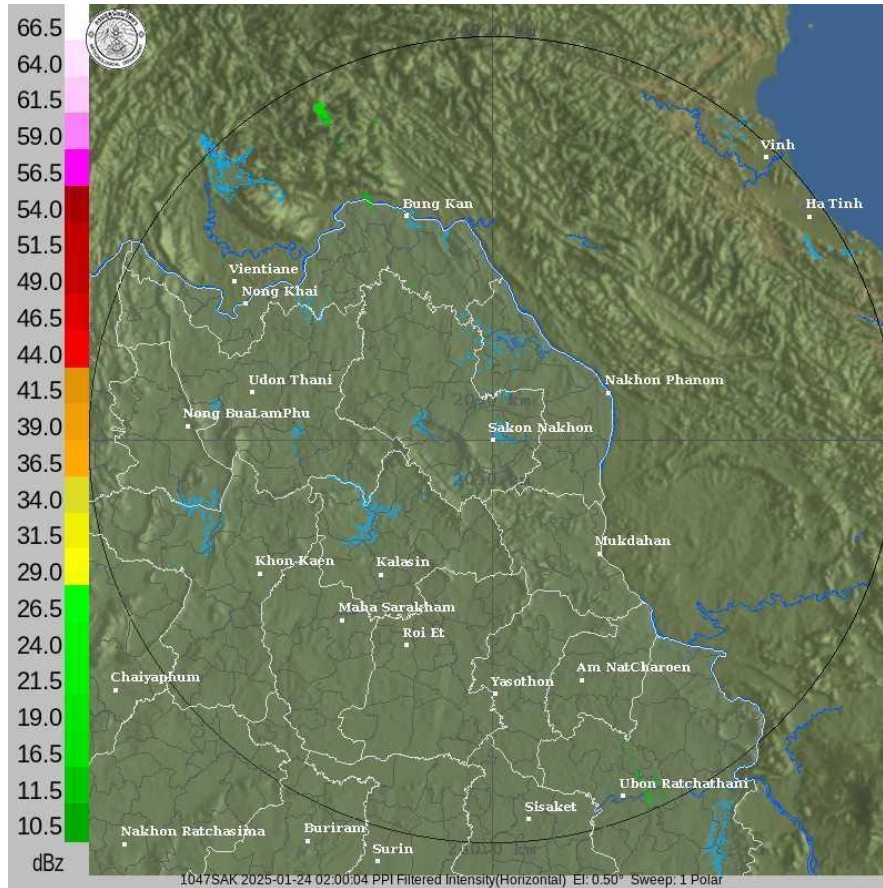 66.5
64.0
61.5
59.0
56.5
54.0
51.5
49.0
46.5
44.0
41.5
39.0
36.5
34.0
31.5
29.0
26.5
24.0
21.5
19.0
16.5
11.5
10.5
dBz
Vinh
Ha Tinh
Bung Kan
Vientiane
Nong Khai
Udon Thani
Nakhon Phanom
Nong BuaLamPhu
Sakon Nakhon
Mukdahan
Khon Kaen
Kalasin
Maha Sarakham
Roi Et
Chaiyaphum
Am NatCharoen
Yasothon
Ubon Ratchathani
Sisaket
Nakhon Ratchasima
Buriram
Surin
1047SAK 2025-01-24 02:00:04 PPI Filtered Intensity(Horizontal) El: 0.50° Sweep: 1 Polar